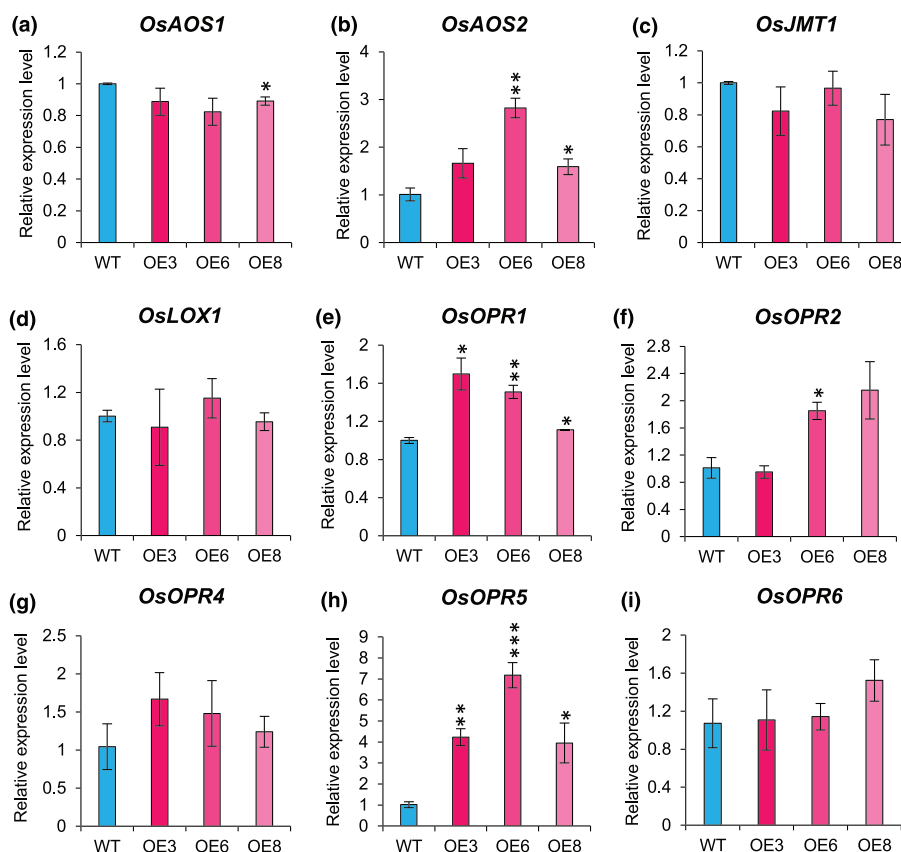 (a) OsAOS1
Relative expression level
1.2
1
0.8
0.6
0.4
0.2
0
*
WT OE3 OE6 OE8
(b) OsAOS2
Relative expression level
4
3
2
1
0
**
*
WT OE3 OE6 OE8
(c) OsJMT1
Relative expression level
1.2
1
0.8
0.6
0.4
0.2
0
WT OE3 OE6 OE8
(d) OsLOX1
Relative expression level
1.6
1.2
0.8
0.4
0
WT OE3 OE6 OE8
(e) OsOPR1
Relative expression level
2
1.6
1.2
0.8
0.4
0
*
**
*
WT OE3 OE6 OE8
(f) OsOPR2
Relative expression level
2.8
2.4
2
1.6
1.2
0.8
0.4
0
*
WT OE3 OE6 OE8
(g) OsOPR4
Relative expression level
2.5
2
1.5
1
0.5
0
WT OE3 OE6 OE8
(h) OsOPR5
Relative expression level
9
8
7
6
5
4
3
2
1
0
**
***
*
WT OE3 OE6 OE8
(i) OsOPR6
Relative expression level
2
1.6
1.2
0.8
0.4
0
WT OE3 OE6 OE8